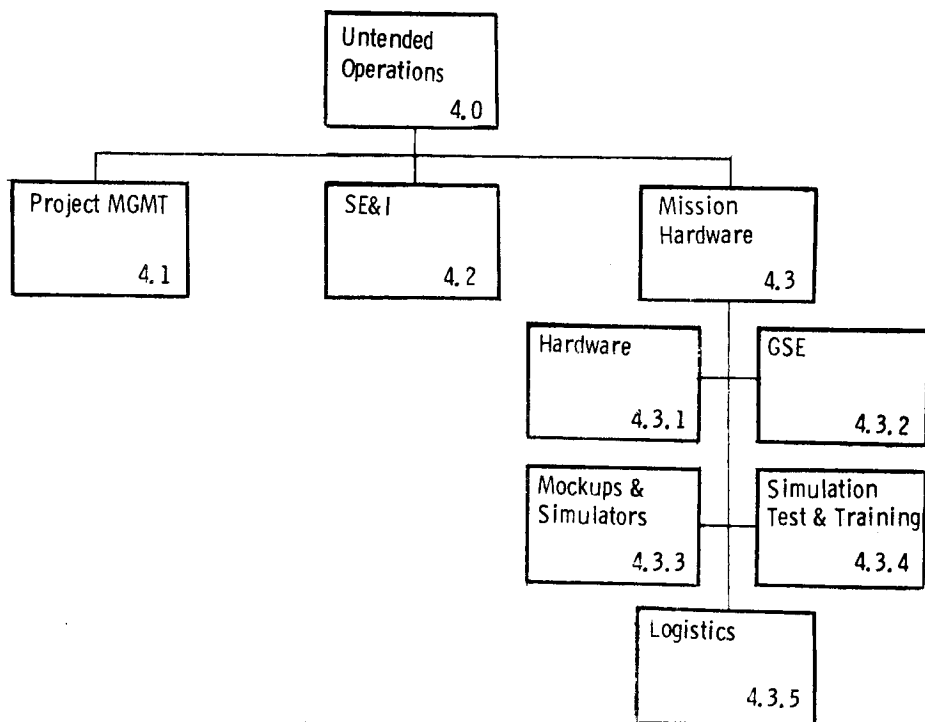 Untended
Operations
4.0
Project MGMT
4.1
SE&I
4.2
Mission
Hardware
4.3
Hardware
4.3.1
GSE
4.3.2
Mockups &
Simulators
4.3.3
Simulation
Test & Training
4.3.4
Logistics
4.3.5